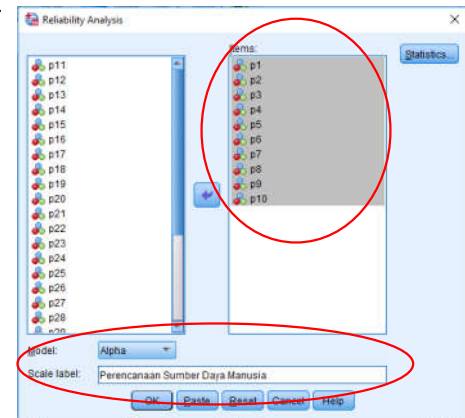 Reliability Analysis
Items:
Statistics...
p11
p12
p13
p14
p15
p16
p17
p18
p19
p20
p21
p22
p23
p24
p25
p26
p27
p28
p29
p1
p2
p3
p4
p5
p6
p7
p8
p9
p10
Model:
Alpha
Scale label:
Perencanaan Sumber Daya Manusia
OK
Paste
Reset
Cancel
Help